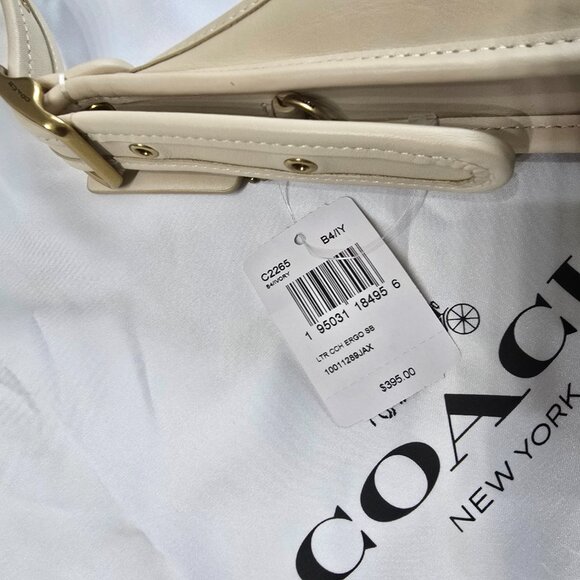 COACH
C2265 B4/IY
B4/IVORY
1 95031 18495 6
LTR CCH ERGO SB
10011289JAX
$395.00
COACH
NEW YORK